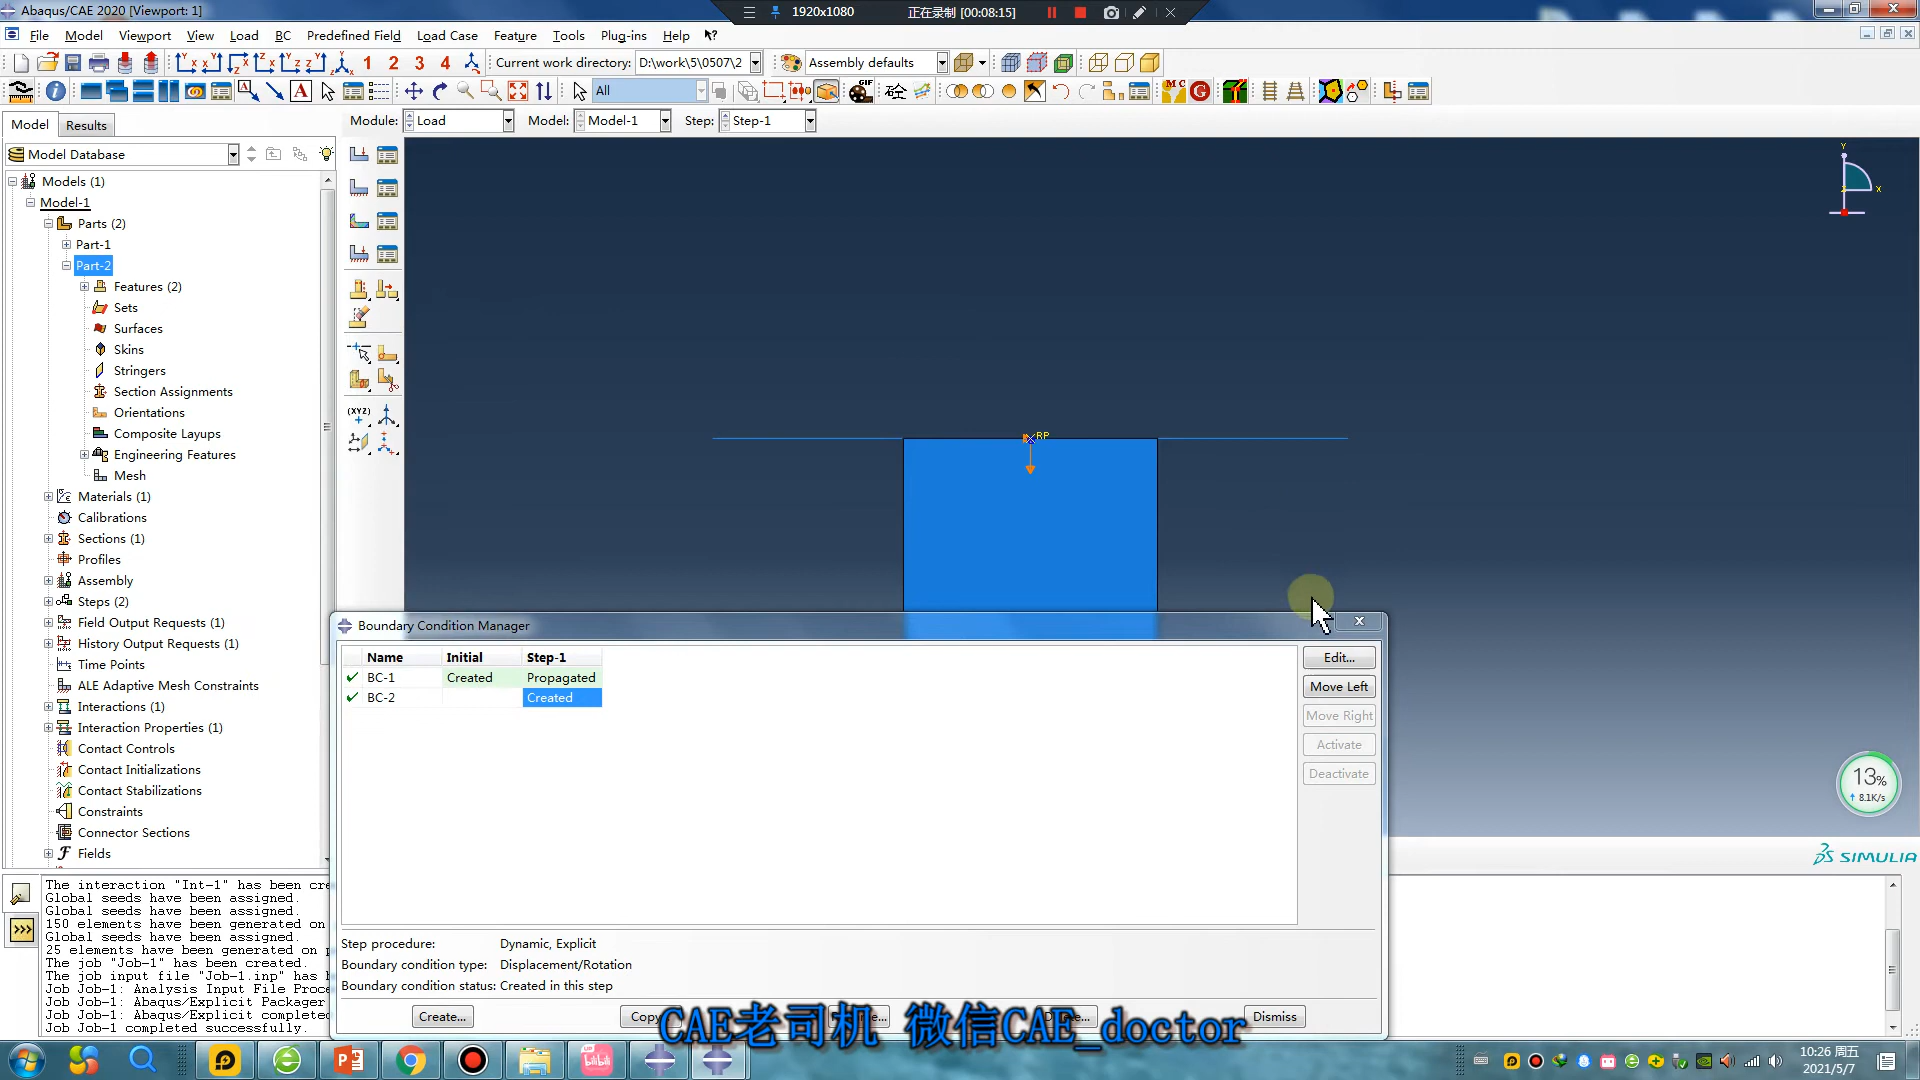 Abaqus/CAE 2020 [Viewport: 1]
1920x1080 正在录制 [00:08:15]
File Model Viewport View Load BC Predefined Field Load Case Feature Tools Plug-ins Help
1 2 3 4 Current work directory: D:\work\5\0507\2 Assembly defaults
All
Model Results
Module: Load Model: Model-1 Step: Step-1
Model Database
Models (1)
Model-1
Parts (2)
Part-1
Part-2
Features (2)
Sets
Surfaces
Skins
Stringers
Section Assignments
Orientations
Composite Layups
Engineering Features
Mesh
Materials (1)
Calibrations
Sections (1)
Profiles
Assembly
Steps (2)
Field Output Requests (1)
History Output Requests (1)
Time Points
ALE Adaptive Mesh Constraints
Interactions (1)
Interaction Properties (1)
Contact Controls
Contact Initializations
Contact Stabilizations
Constraints
Connector Sections
Fields
(XYZ)
Y
X
Z
RP
Boundary Condition Manager
Name Initial Step-1
BC-1 Created Propagated
BC-2 Created
Edit...
Move Left
Move Right
Activate
Deactivate
Step procedure: Dynamic, Explicit
Boundary condition type: Displacement/Rotation
Boundary condition status: Created in this step
Create... Copy Dismiss
13%
8.1K/s
SIMULIA
The interaction "Int-1" has been cre
Global seeds have been assigned.
Global seeds have been assigned.
150 elements have been generated on
Global seeds have been assigned.
25 elements have been generated on p
The job "Job-1" has been created.
The job input file "Job-1.inp" has b
Job Job-1: Analysis Input File Proce
Job Job-1: Abaqus/Explicit Packager
Job Job-1: Abaqus/Explicit completed
Job Job-1 completed successfully.
CAE老司机 微信CAE_doctor
10:26 周五
2021/5/7